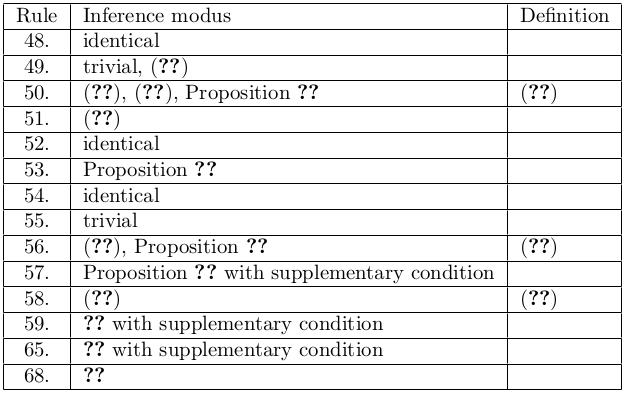 Rule Inference modus Definition
48. identical
49. trivial, (??)
50. (??), (??), Proposition ?? (??)
51. (??)
52. identical
53. Proposition ??
54. identical
55. trivial
56. (??), Proposition ?? (??)
57. Proposition ?? with supplementary condition
58. (??) (??)
59. ?? with supplementary condition
65. ?? with supplementary condition
68. ??